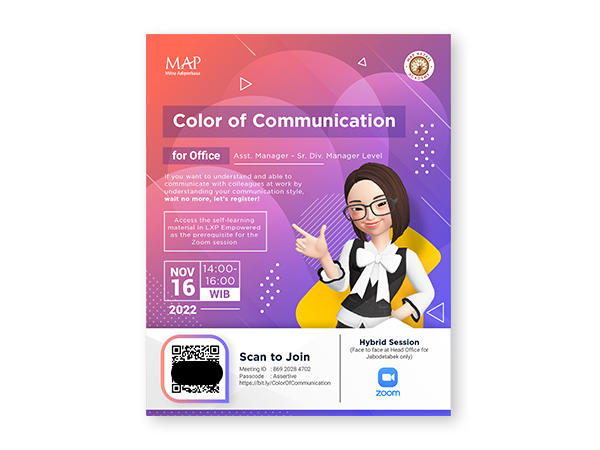 MAP
Mitra Adiperkasa
MAP RETAIL ACADEMY
Color of Communication
for Office
Asst. Manager - Sr. Div. Manager Level
If you want to understand and able to
communicate with colleagues at work by
understanding your communication style,
wait no more, let's register!
Access the self-learning
material in LXP Empowered
as the prerequisite for the
Zoom session
NOV
16
2022
14:00-
16:00
WIB
Scan to Join
Meeting ID : 869 2028 4702
Passcode : Assertive
https://bit.ly/ColorOfCommunication
Hybrid Session
(Face to face at Head Office for
Jabodetabek only)
zoom